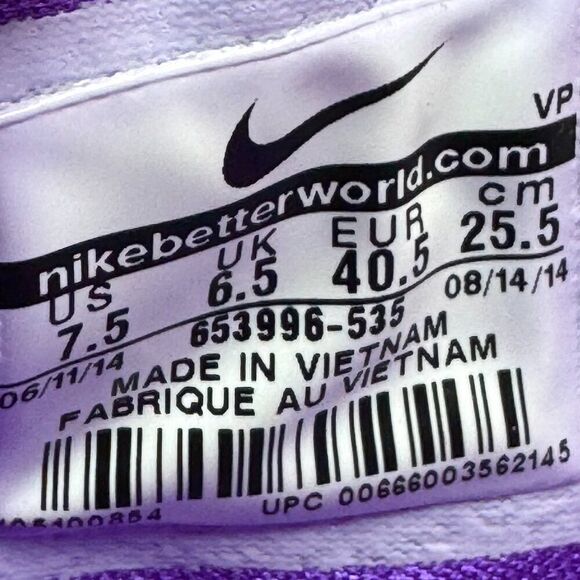 VP
nikebetterworld.com
US UK EUR cm
7.5 6.5 40.5 25.5
06/11/14 653996-535 08/14/14
MADE IN VIETNAM
FABRIQUE AU VIETNAM
UPC 00666003562145